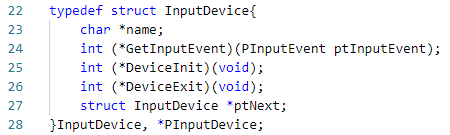 22 typedef struct InputDevice{
23     char *name;
24     int (*GetInputEvent)(PInputEvent ptInputEvent);
25     int (*DeviceInit)(void);
26     int (*DeviceExit)(void);
27     struct InputDevice *ptNext;
28 }InputDevice, *PInputDevice;